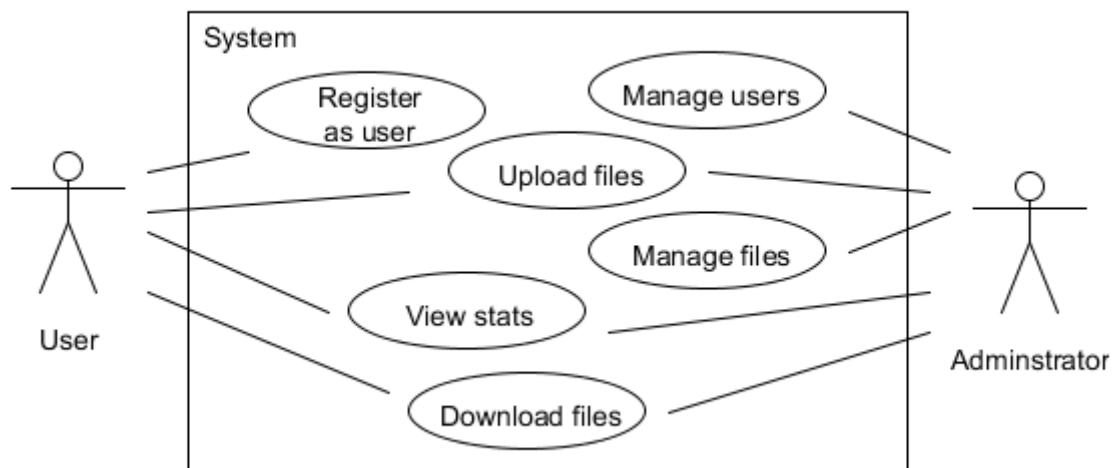 System
Register
as user
Manage users
Upload files
Manage files
View stats
User
Adminstrator
Download files